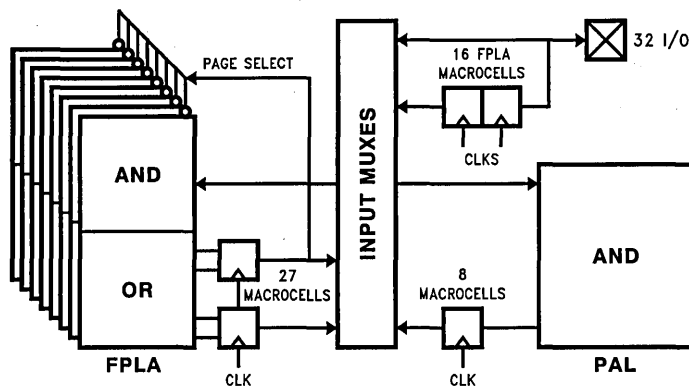 PAGE SELECT
AND
OR
FPLA
27
MACROCELLS
CLK
INPUT MUXES
16 FPLA
MACROCELLS
CLKS
32 I/O
8
MACROCELLS
CLK
AND
PAL